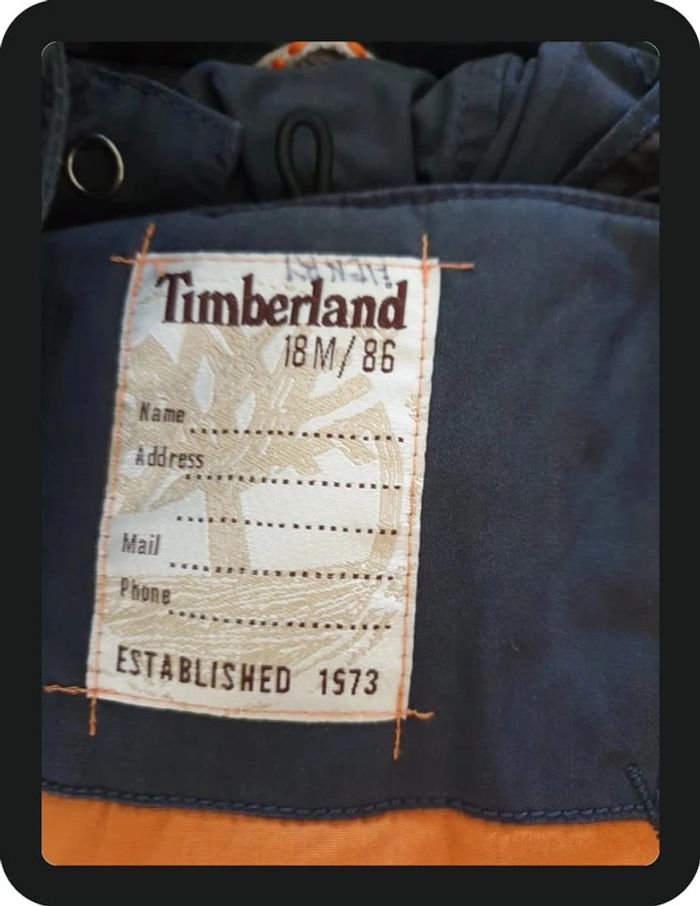 Timberland
18M/86
Name
Address
Mail
Phone
ESTABLISHED 1973